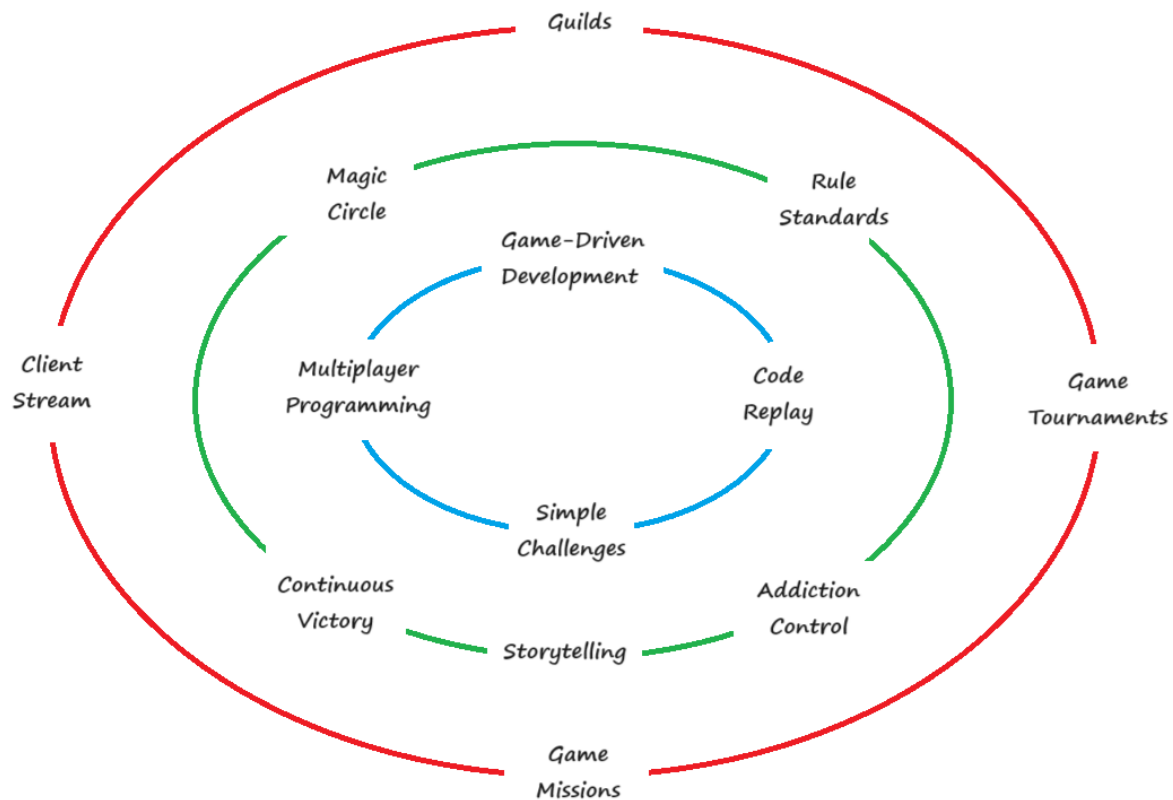 Guilds
Magic
Circle
Rule
Standards
Game-Driven
Development
Client
Stream
Multiplayer
Programming
Code
Replay
Game
Tournaments
Simple
Challenges
Continuous
Victory
Addiction
Control
Storytelling
Game
Missions